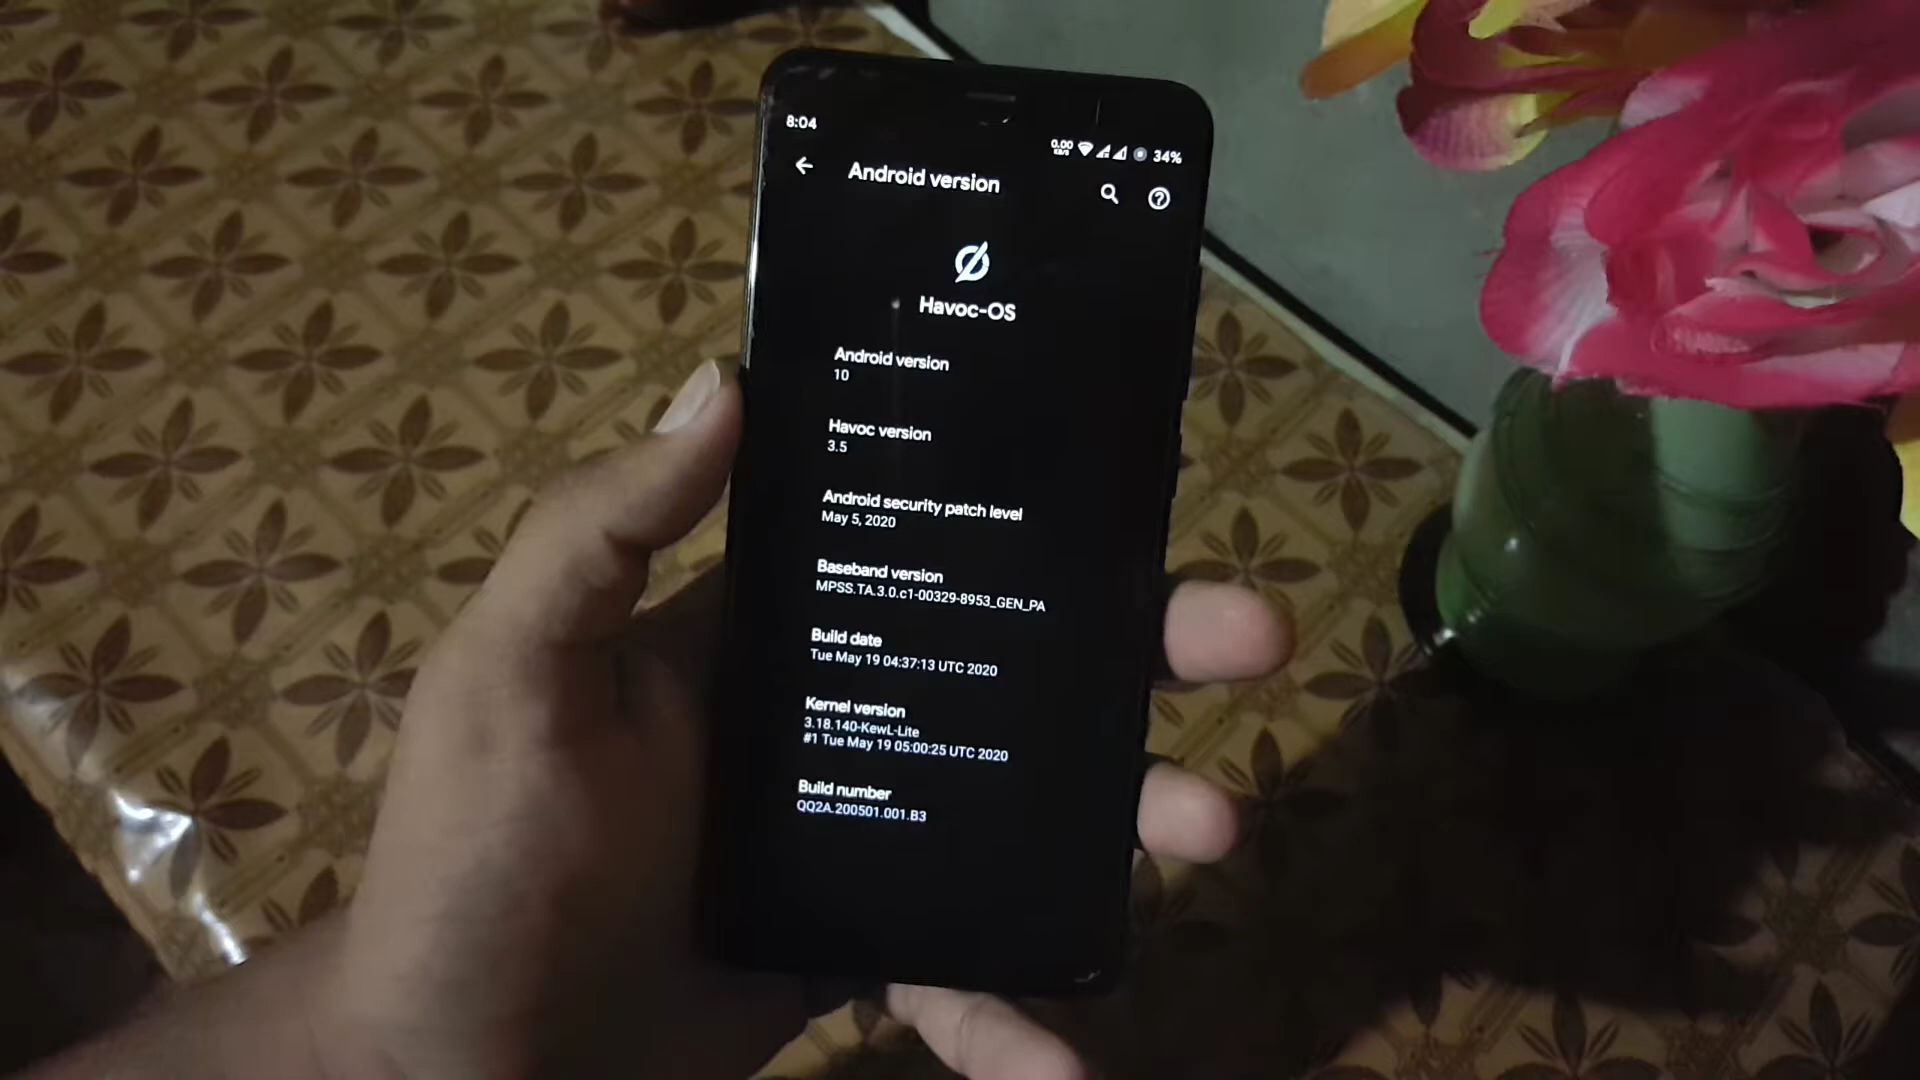 8:04
0.00
KB/S
34%
Android version
Havoc-OS
Android version
10
Havoc version
3.5
Android security patch level
May 5, 2020
Baseband version
MPSS.TA.3.0.c1-00329-8953_GEN_PA
Build date
Tue May 19 04:37:13 UTC 2020
Kernel version
3.18.140-KewL-Lite
#1 Tue May 19 05:00:25 UTC 2020
Build number
QQ2A.200501.001.B3